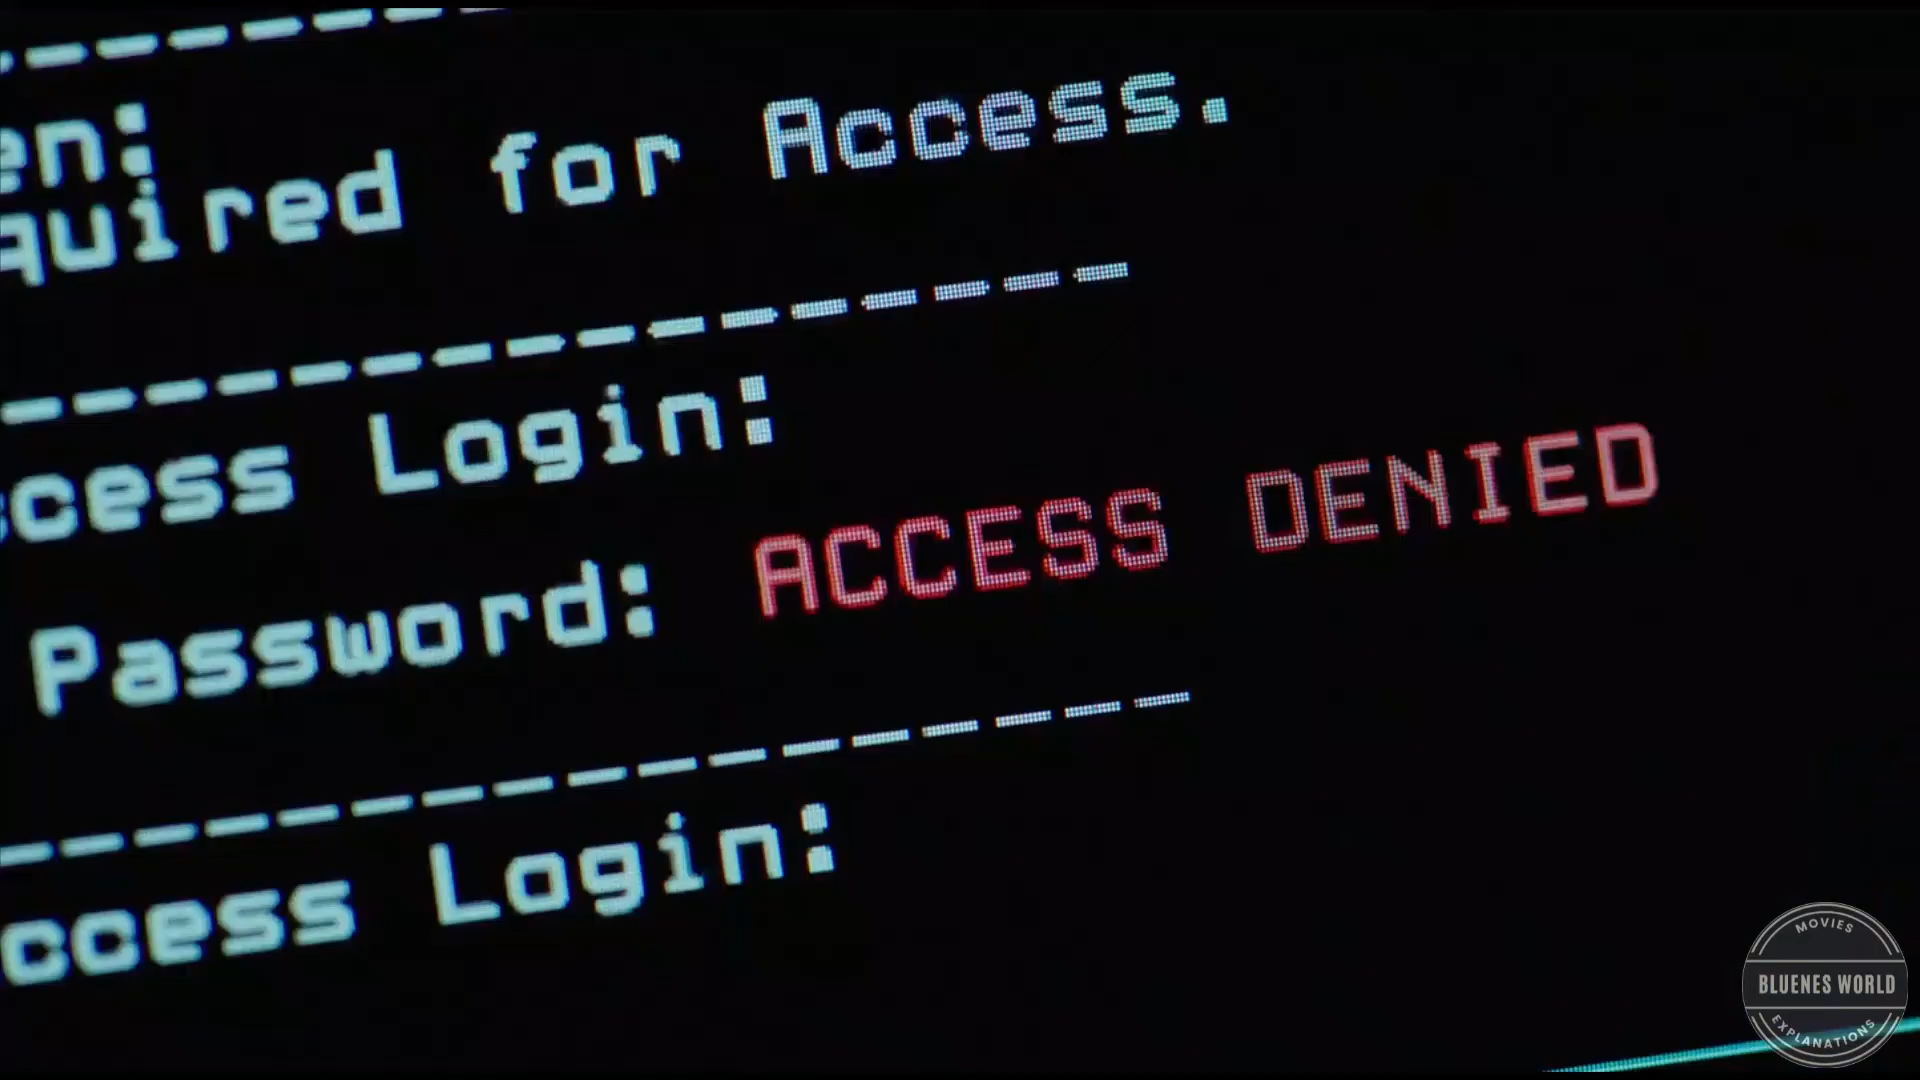 en:
quired for Access.
ccess Login:
Password: ACCESS DENIED
ccess Login:
MOVIES
BLUENES WORLD
EXPLANATIONS